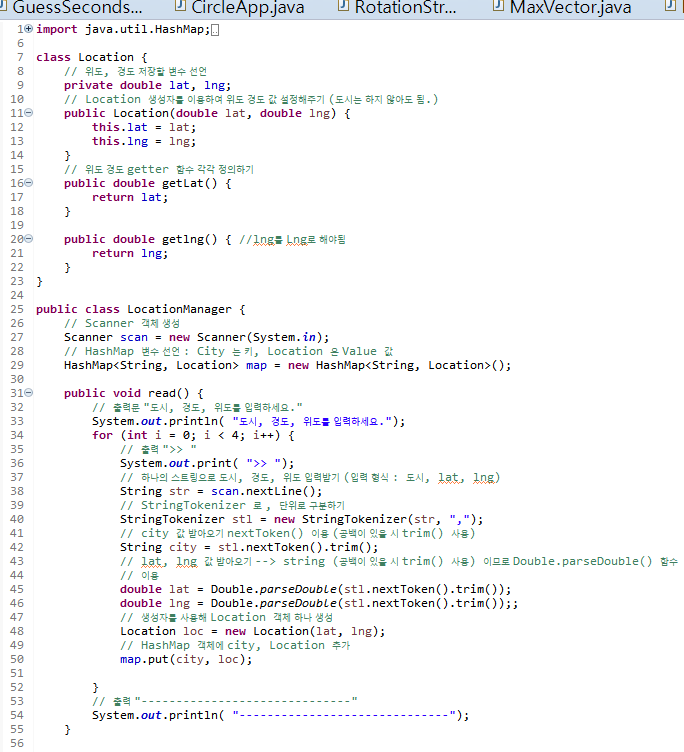 GuessSeconds... CircleApp.java RotationStr... MaxVector.java
1 import java.util.HashMap;
6
7 class Location {
8 // 위도, 경도 저장할 변수 선언
9 private double lat, lng;
10 // Location 생성자를 이용하여 위도 경도 값 설정해주기 (도시는 하지 않아도 됨.)
11 public Location(double lat, double lng) {
12 this.lat = lat;
13 this.lng = lng;
14 }
15 // 위도 경도 getter 함수 각각 정의하기
16 public double getLat() {
17 return lat;
18 }
19
20 public double getlng() { //lng를 Lng로 해야됨
21 return lng;
22 }
23 }
24
25 public class LocationManager {
26 // Scanner 객체 생성
27 Scanner scan = new Scanner(System.in);
28 // HashMap 변수 선언 : City 는 키, Location 은 Value 값
29 HashMap<String, Location> map = new HashMap<String, Location>();
30
31 public void read() {
32 // 출력문 "도시, 경도, 위도를 입력하세요."
33 System.out.println( "도시, 경도, 위도를 입력하세요.");
34 for (int i = 0; i < 4; i++) {
35 // 출력 ">> "
36 System.out.print( ">> ");
37 // 하나의 스트링으로 도시, 경도, 위도 입력받기 (입력 형식 : 도시, lat, lng)
38 String str = scan.nextLine();
39 // StringTokenizer 로 , 단위로 구분하기
40 StringTokenizer stl = new StringTokenizer(str, ",");
41 // city 값 받아오기 nextToken() 이용 (공백이 있을 시 trim() 사용)
42 String city = stl.nextToken().trim();
43 // lat, lng 값 받아오기 --> string (공백이 있을 시 trim() 사용) 이므로 Double.parseDouble() 함수
44 // 이용
45 double lat = Double.parseDouble(stl.nextToken().trim());
46 double lng = Double.parseDouble(stl.nextToken().trim());;
47 // 생성자를 사용해 Location 객체 하나 생성
48 Location loc = new Location(lat, lng);
49 // HashMap 객체에 city, Location 추가
50 map.put(city, loc);
51
52 }
53 // 출력 "------------------------------"
54 System.out.println( "------------------------------");
55 }
56